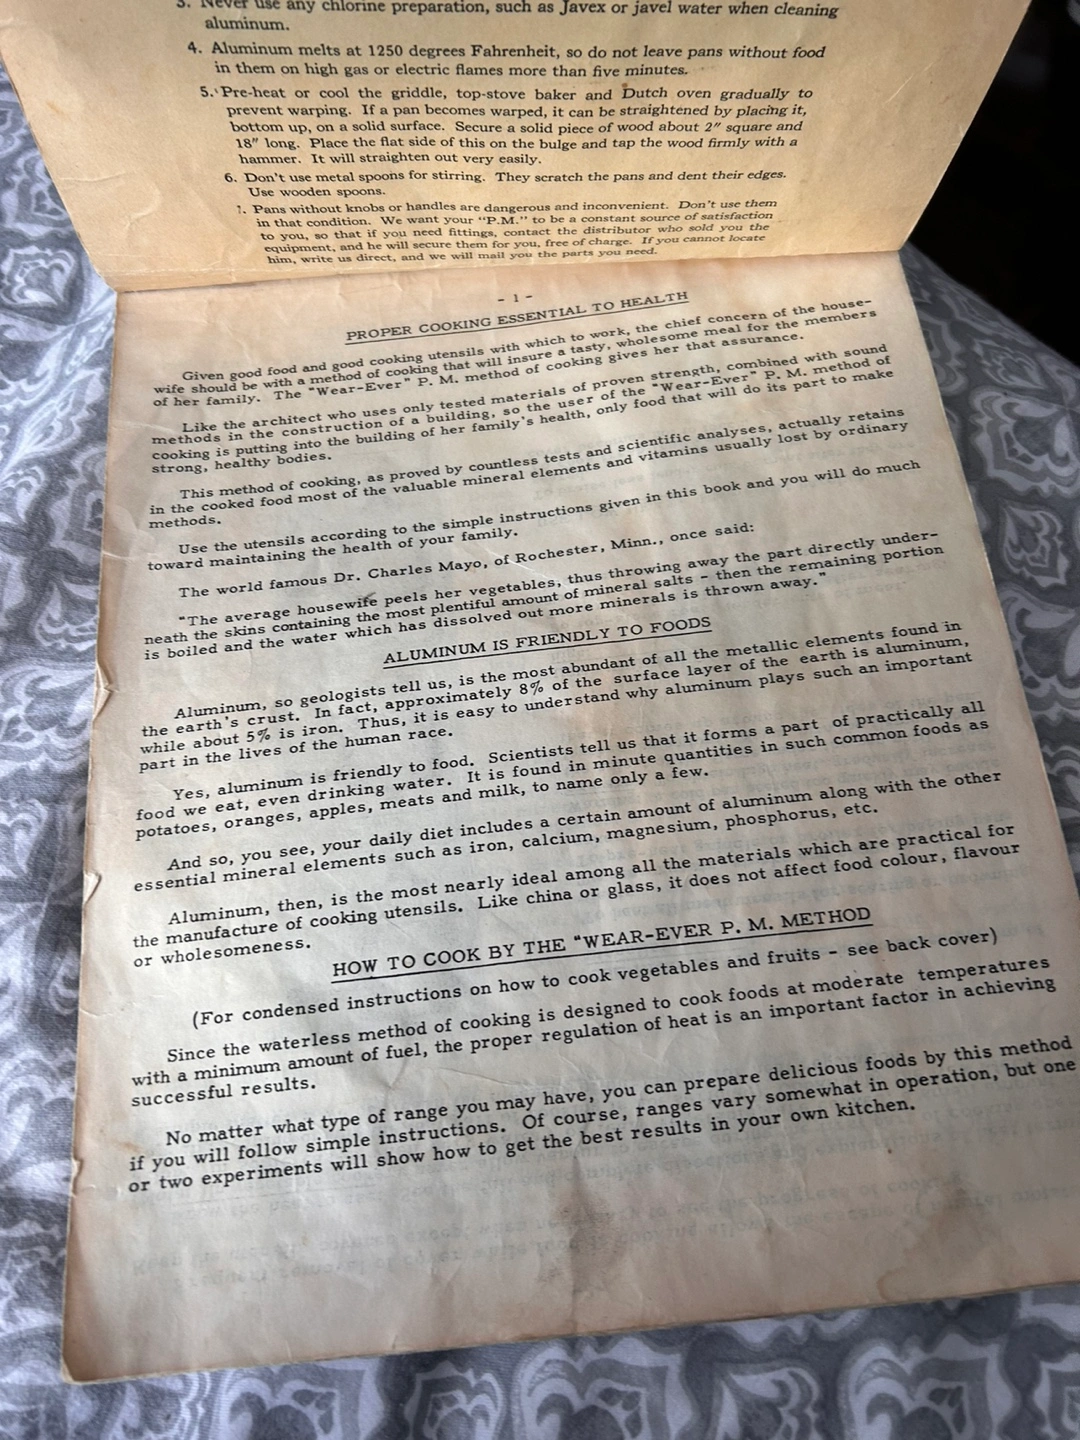 3. Never use any chlorine preparation, such as Javex or javel water when cleaning
aluminum.
4. Aluminum melts at 1250 degrees Fahrenheit, so do not leave pans without food
in them on high gas or electric flames more than five minutes.
5. Pre-heat or cool the griddle, top-stove baker and Dutch oven gradually to
prevent warping. If a pan becomes warped, it can be straightened by placing it,
bottom up, on a solid surface. Secure a solid piece of wood about 2" square and
18" long. Place the flat side of this on the bulge and tap the wood firmly with a
hammer. It will straighten out very easily.
6. Don't use metal spoons for stirring. They scratch the pans and dent their edges.
Use wooden spoons.
7. Pans without knobs or handles are dangerous and inconvenient. Don't use them
in that condition. We want your "P.M." to be a constant source of satisfaction
to you, so that if you need fittings, contact the distributor who sold you the
equipment, and he will secure them for you, free of charge. If you cannot locate
him, write us direct, and we will mail you the parts you need.
- 1 -
PROPER COOKING ESSENTIAL TO HEALTH
Given good food and good cooking utensils with which to work, the chief concern of the house-
wife should be with a method of cooking that will insure a tasty, wholesome meal for the members
of her family. The "Wear-Ever" P. M. method of cooking gives her that assurance.
Like the architect who uses only tested materials of proven strength, combined with sound
methods in the construction of a building, so the user of the "Wear-Ever" P. M. method of
cooking is putting into the building of her family's health, only food that will do its part to make
strong, healthy bodies.
This method of cooking, as proved by countless tests and scientific analyses, actually retains
in the cooked food most of the valuable mineral elements and vitamins usually lost by ordinary
methods.
Use the utensils according to the simple instructions given in this book and you will do much
toward maintaining the health of your family.
The world famous Dr. Charles Mayo, of Rochester, Minn., once said:
"The average housewife peels her vegetables, thus throwing away the part directly under-
neath the skins containing the most plentiful amount of mineral salts - then the remaining portion
is boiled and the water which has dissolved out more minerals is thrown away."
ALUMINUM IS FRIENDLY TO FOODS
Aluminum, so geologists tell us, is the most abundant of all the metallic elements found in
the earth's crust. In fact, approximately 8% of the surface layer of the earth is aluminum,
while about 5% is iron. Thus, it is easy to understand why aluminum plays such an important
part in the lives of the human race.
Yes, aluminum is friendly to food. Scientists tell us that it forms a part of practically all
food we eat, even drinking water. It is found in minute quantities in such common foods as
potatoes, oranges, apples, meats and milk, to name only a few.
And so, you see, your daily diet includes a certain amount of aluminum along with the other
essential mineral elements such as iron, calcium, magnesium, phosphorus, etc.
Aluminum, then, is the most nearly ideal among all the materials which are practical for
the manufacture of cooking utensils. Like china or glass, it does not affect food colour, flavour
or wholesomeness.
HOW TO COOK BY THE "WEAR-EVER P. M. METHOD
(For condensed instructions on how to cook vegetables and fruits - see back cover)
Since the waterless method of cooking is designed to cook foods at moderate temperatures
with a minimum amount of fuel, the proper regulation of heat is an important factor in achieving
successful results.
No matter what type of range you may have, you can prepare delicious foods by this method
if you will follow simple instructions. Of course, ranges vary somewhat in operation, but one
or two experiments will show how to get the best results in your own kitchen.